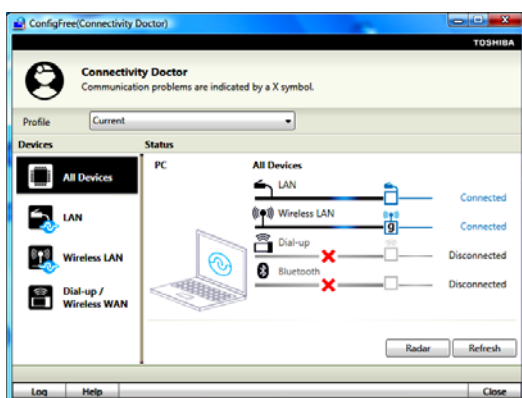 ConfigFree(Connectivity Doctor)
TOSHIBA
Connectivity Doctor
Communication problems are indicated by a X symbol.
Profile
Current
Devices
Status
All Devices
LAN
Wireless LAN
Dial-up /
Wireless WAN
PC
All Devices
LAN
Connected
Wireless LAN
g
Connected
Dial-up
Disconnected
Bluetooth
Disconnected
Radar
Refresh
Log
Help
Close